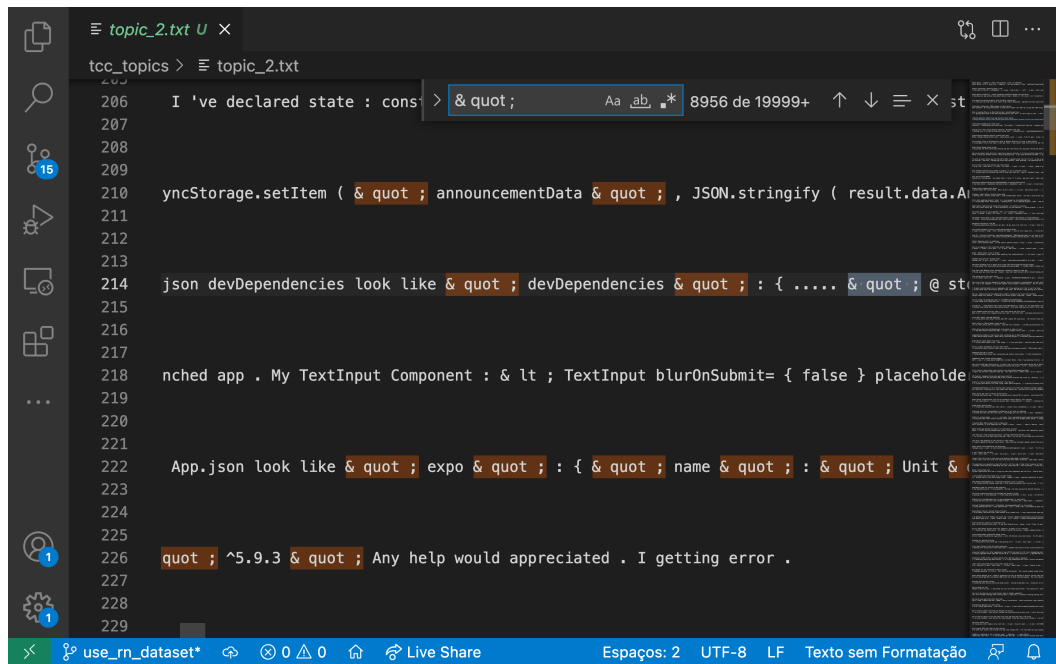 topic_2.txt U
tcc_topics > topic_2.txt
& quot ; Aa ab .* 8956 de 19999+
205
206 I 've declared state : cons st
207
208
209
210 yncStorage.setItem ( & quot ; announcementData & quot ; , JSON.stringify ( result.data.A
211
212
213
214 json devDependencies look like & quot ; devDependencies & quot ; : { ..... & quot ; @ st
215
216
217
218 nched app . My TextInput Component : & lt ; TextInput blurOnSubmit= { false } placeholde
219
220
221
222 App.json look like & quot ; expo & quot ; : { & quot ; name & quot ; : & quot ; Unit &
223
224
225
226 quot ; ^5.9.3 & quot ; Any help would appreciated . I getting error .
227
228
229
15
1
1
use_rn_dataset* 0 0 Live Share Espaços: 2 UTF-8 LF Texto sem Formatação